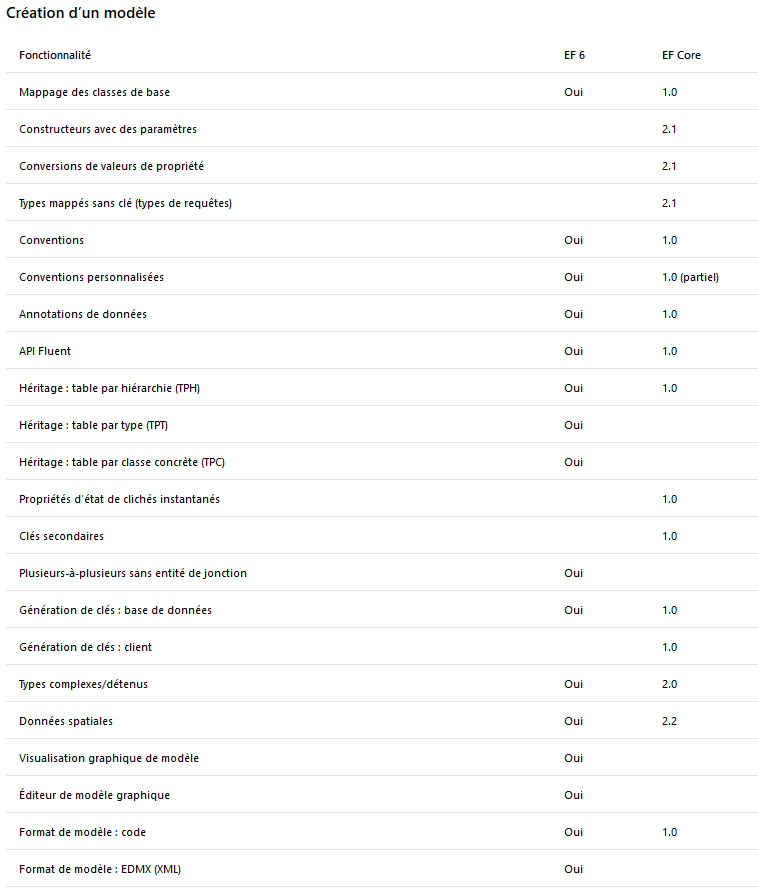 Création d’un modèle
Fonctionnalité EF 6 EF Core
Mappage des classes de base Oui 1.0
Constructeurs avec des paramètres 2.1
Conversions de valeurs de propriété 2.1
Types mappés sans clé (types de requêtes) 2.1
Conventions Oui 1.0
Conventions personnalisées Oui 1.0 (partiel)
Annotations de données Oui 1.0
API Fluent Oui 1.0
Héritage : table par hiérarchie (TPH) Oui 1.0
Héritage : table par type (TPT) Oui
Héritage : table par classe concrète (TPC) Oui
Propriétés d’état de clichés instantanés 1.0
Clés secondaires 1.0
Plusieurs-à-plusieurs sans entité de jonction Oui
Génération de clés : base de données Oui 1.0
Génération de clés : client 1.0
Types complexes/détenus Oui 2.0
Données spatiales Oui 2.2
Visualisation graphique de modèle Oui
Éditeur de modèle graphique Oui
Format de modèle : code Oui 1.0
Format de modèle : EDMX (XML) Oui